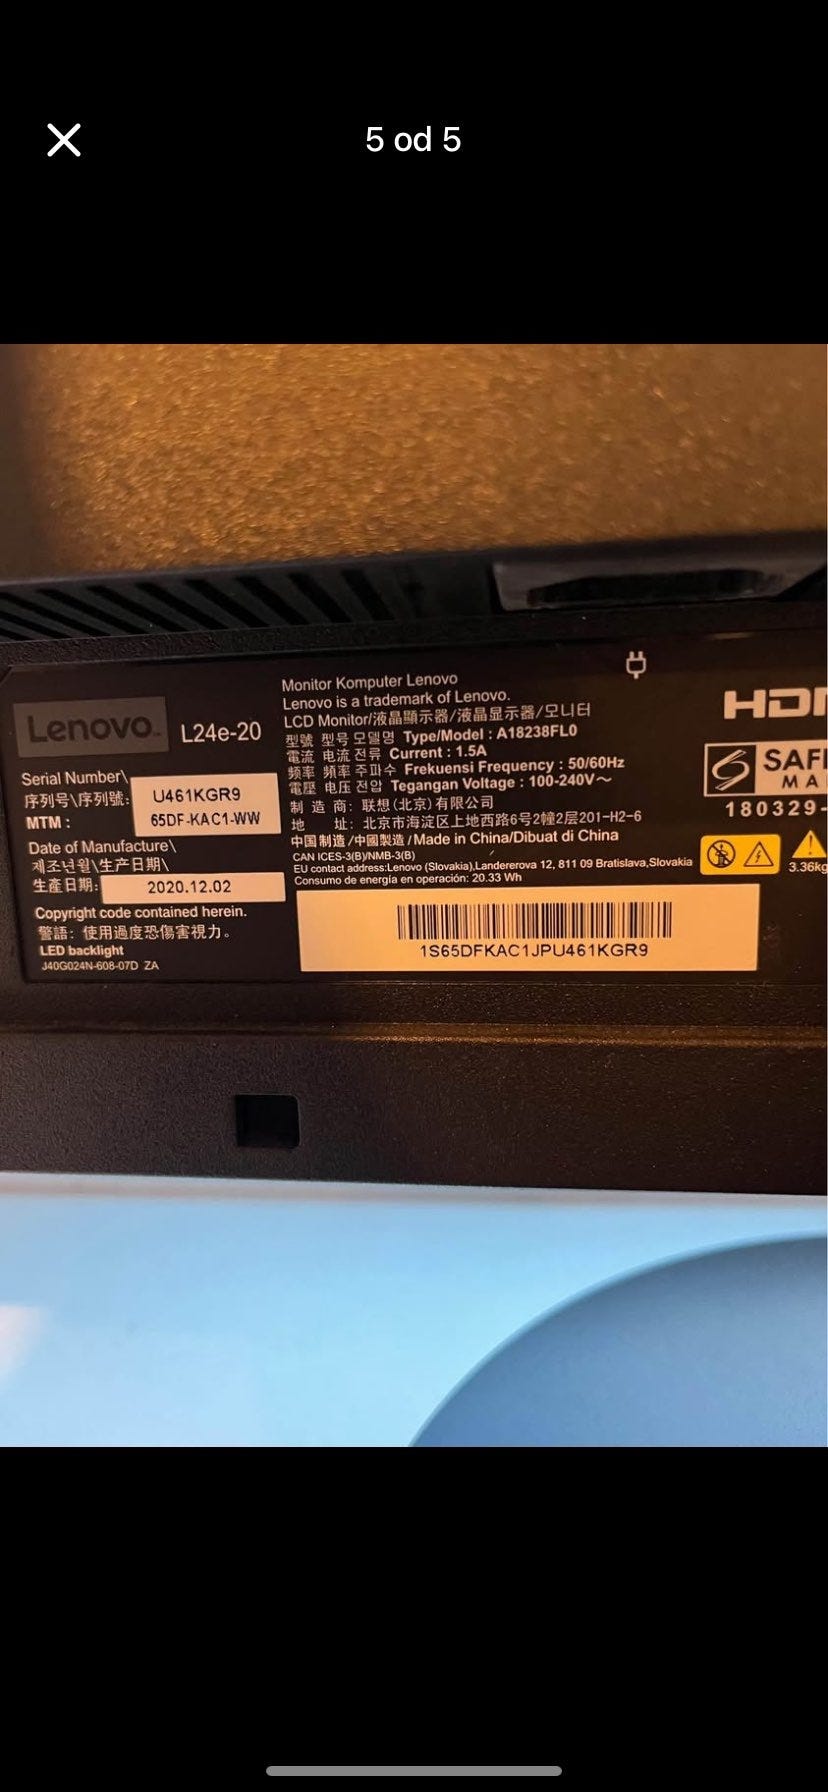 5 od 5
Lenovo
L24e-20
Serial Number\
序列号\序列號:
U461KGR9
MTM :
65DF-KAC1-WW
Date of Manufacture\
제조년월\生产日期\
生產日期:
2020.12.02
Copyright code contained herein.
警語: 使用過度恐傷害視力。
LED backlight
J40G024N-608-07D ZA
Monitor Komputer Lenovo
Lenovo is a trademark of Lenovo.
LCD Monitor/液晶顯示器/液晶显示器/모니터
型號 型号 모델명 Type/Model : A18238FL0
電流 电流 전류 Current : 1.5A
频率 頻率 주파수 Frekuensi Frequency : 50/60Hz
電壓 电压 전압 Tegangan Voltage : 100-240V～
制 造 商: 联想(北京)有限公司
地 址: 北京市海淀区上地西路6号2幢2层201-H2-6
中国制造/中國製造/Made in China/Dibuat di China
CAN ICES-3(B)/NMB-3(B)
EU contact address:Lenovo (Slovakia),Landererova 12, 811 09 Bratislava,Slovakia
Consumo de energía en operación: 20.33 Wh
1S65DFKAC1JPU461KGR9
HDMI
SAFE
MA
180329-
3.36kg